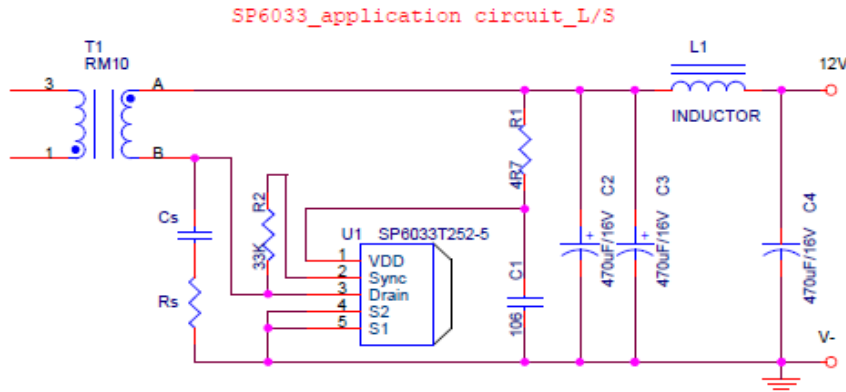 SP6033_application circuit_L/S
T1
RM10
3
A
1
B
L1
INDUCTOR
12V
R1
4R7
Cs
Rs
R2
33K
U1
SP6033T252-5
1
VDD
2
Sync
3
Drain
4
S2
5
S1
C1
106
C2
470uF/16V
C3
470uF/16V
C4
470uF/16V
V-